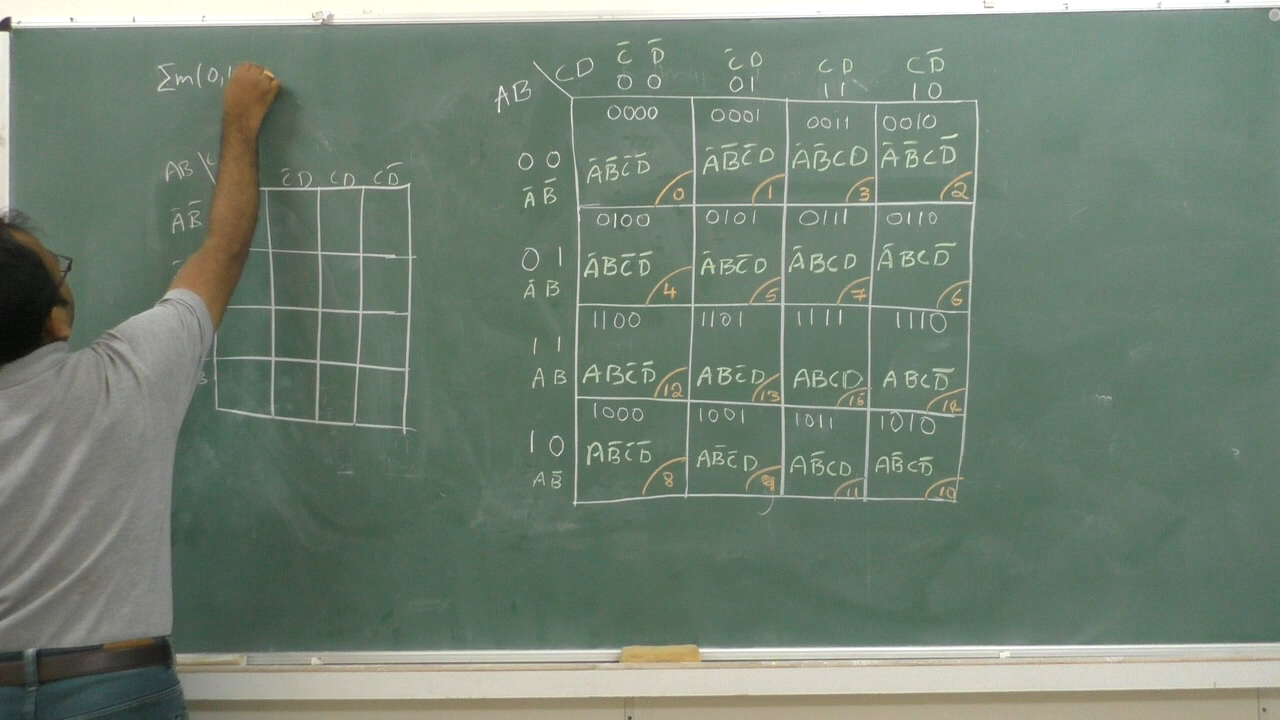 Σm(0,1
AB
C̄D CD CD̄
ĀB̄
B
AB CD
C̄ D̄ C̄D CD CD̄
00 01 11 10
0000 0001 0011 0010
00
ĀB̄C̄D̄ ĀB̄C̄D ĀB̄CD ĀB̄CD̄
ĀB̄
0 1 3 2
0100 0101 0111 0110
01
ĀBC̄D̄ ĀBC̄D ĀBCD ĀBCD̄
ĀB
4 5 7 6
1100 1101 1111 1110
11
AB
ABC̄D̄ ABC̄D ABCD ABCD̄
12 13 15 14
1000 1001 1011 1010
10
AB̄C̄D̄ AB̄C̄D AB̄CD AB̄CD̄
AB̄
8 9 11 10